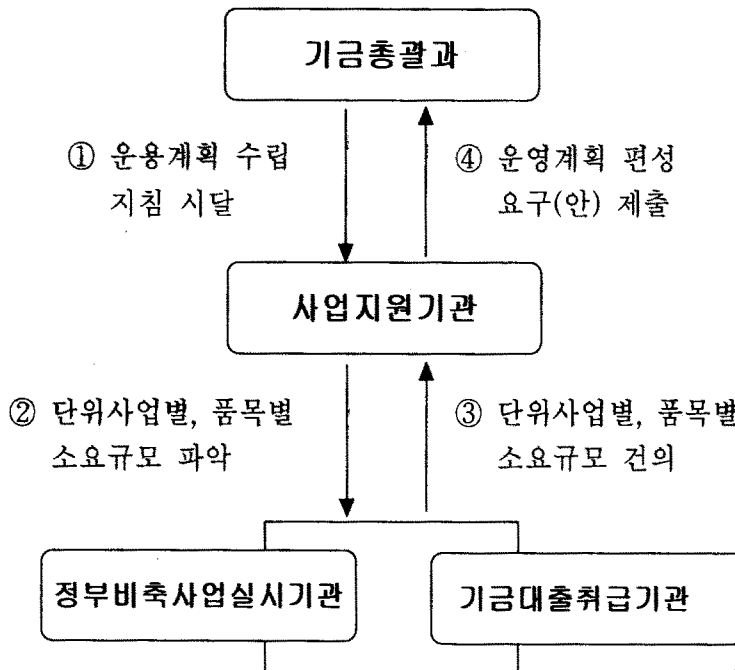 기금총괄과
① 운용계획 수립
지침 시달
④ 운영계획 편성
요구(안) 제출
사업지원기관
② 단위사업별, 품목별
소요규모 파악
③ 단위사업별, 품목별
소요규모 건의
정부비축사업실시기관
기금대출취급기관